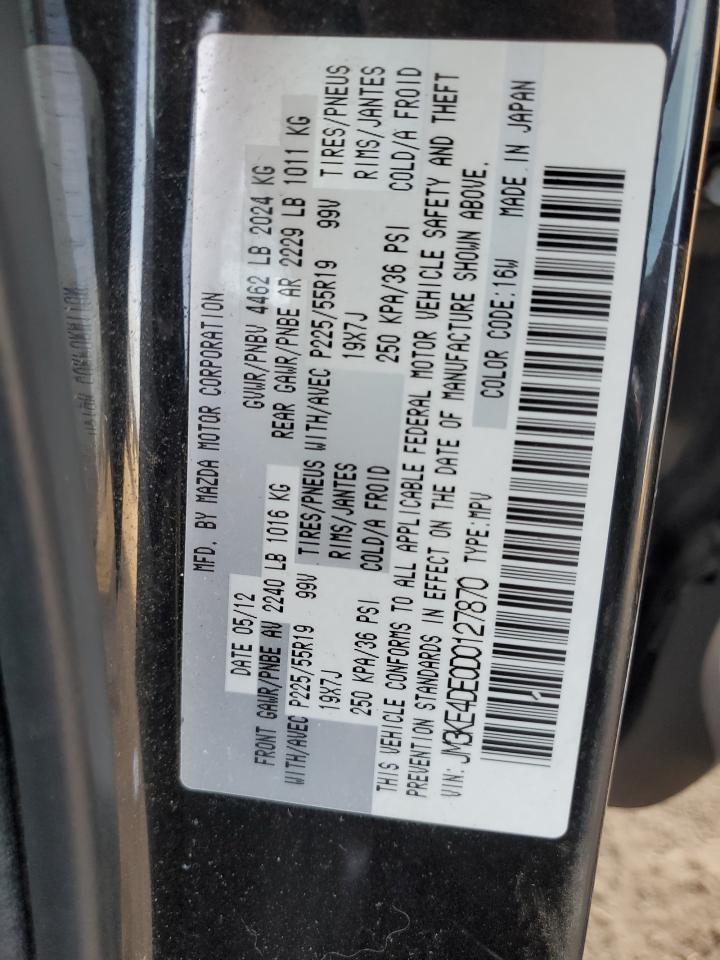 MFD. BY MAZDA MOTOR CORPORATION
DATE 05/12 GVWR/PNBV 4462 LB 2024 KG
FRONT GAWR/PNBE AV 2240 LB 1016 KG REAR GAWR/PNBE AR 2229 LB 1011 KG
WITH/AVEC P225/55R19 99V TIRES/PNEUS WITH/AVEC P225/55R19 99V TIRES/PNEUS
19X7J RIMS/JANTES 19X7J RIMS/JANTES
250 KPA/36 PSI COLD/A FROID 250 KPA/36 PSI COLD/A FROID
THIS VEHICLE CONFORMS TO ALL APPLICABLE FEDERAL MOTOR VEHICLE SAFETY AND THEFT
PREVENTION STANDARDS IN EFFECT ON THE DATE OF MANUFACTURE SHOWN ABOVE.
VIN: JM3KE4DE0D0127870 TYPE:MPV COLOR CODE:16W MADE IN JAPAN